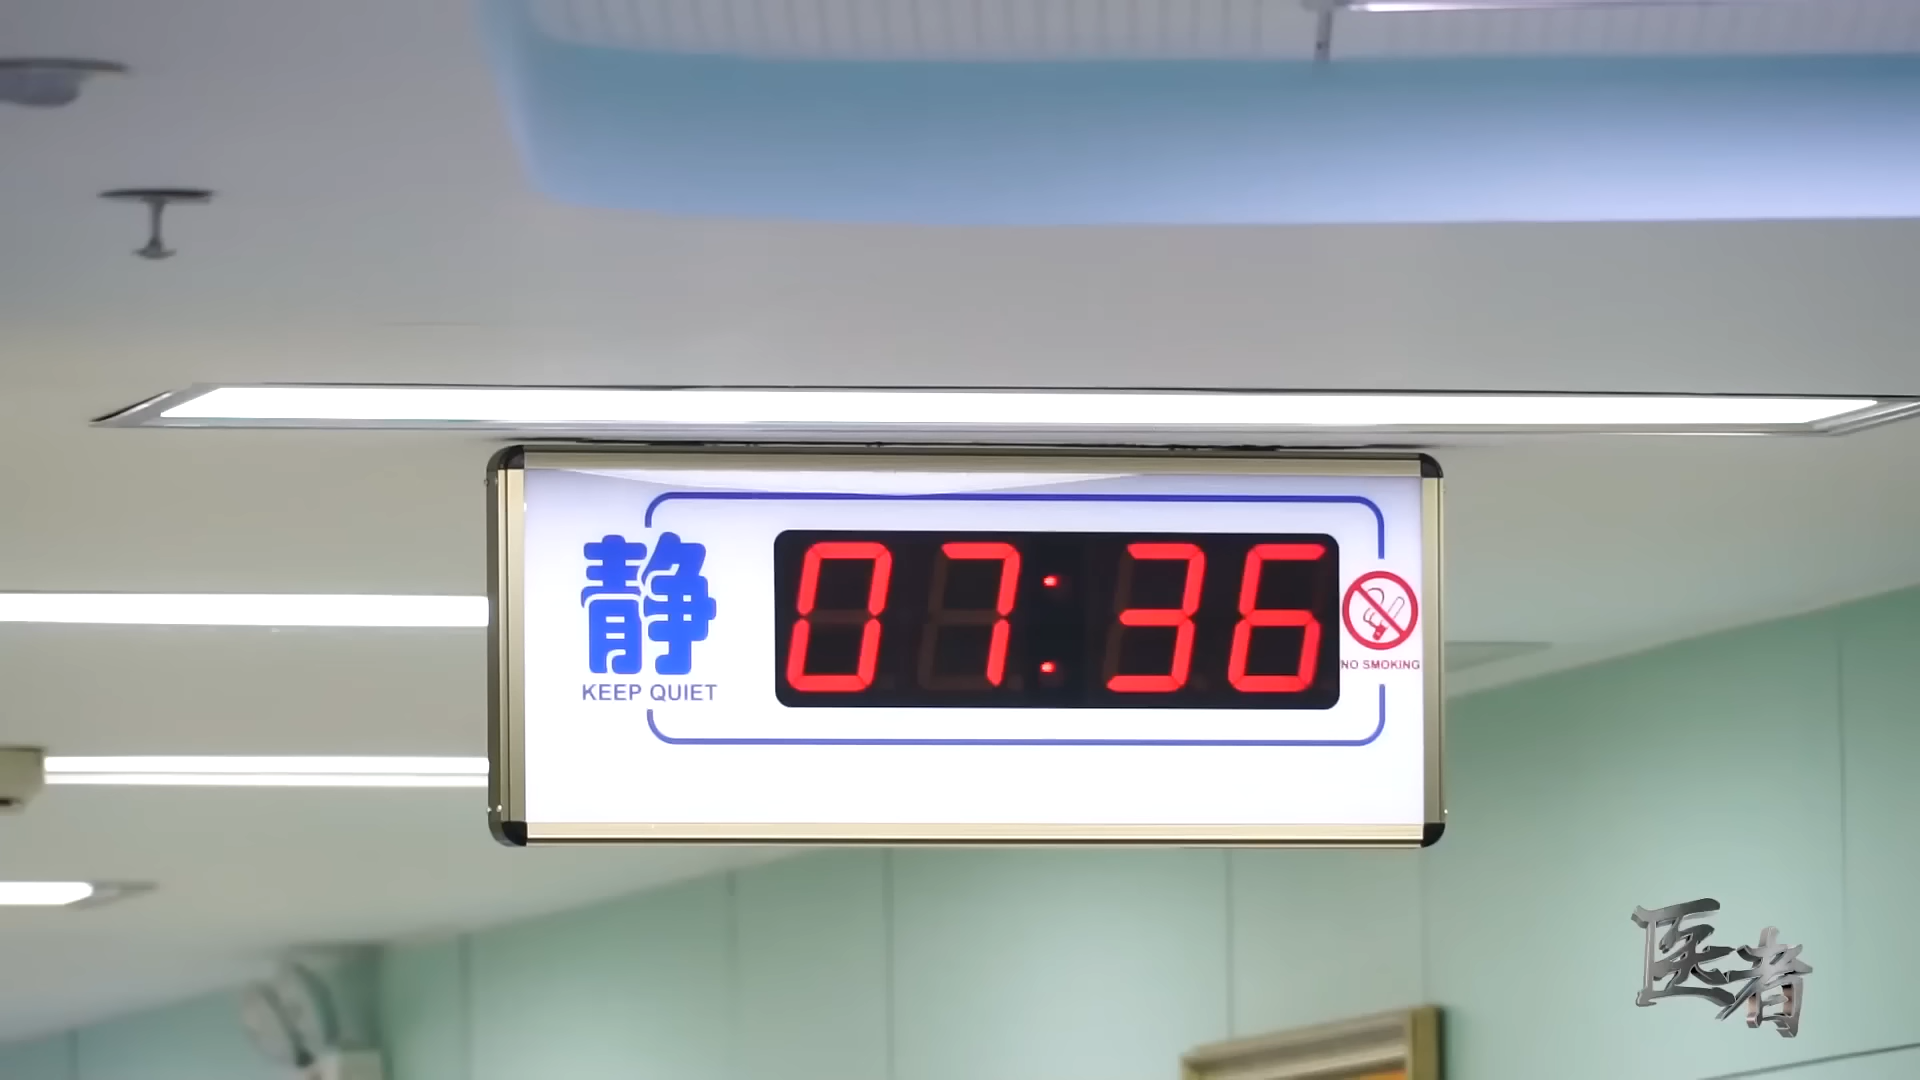 静
KEEP QUIET
07:36
NO SMOKING
医者